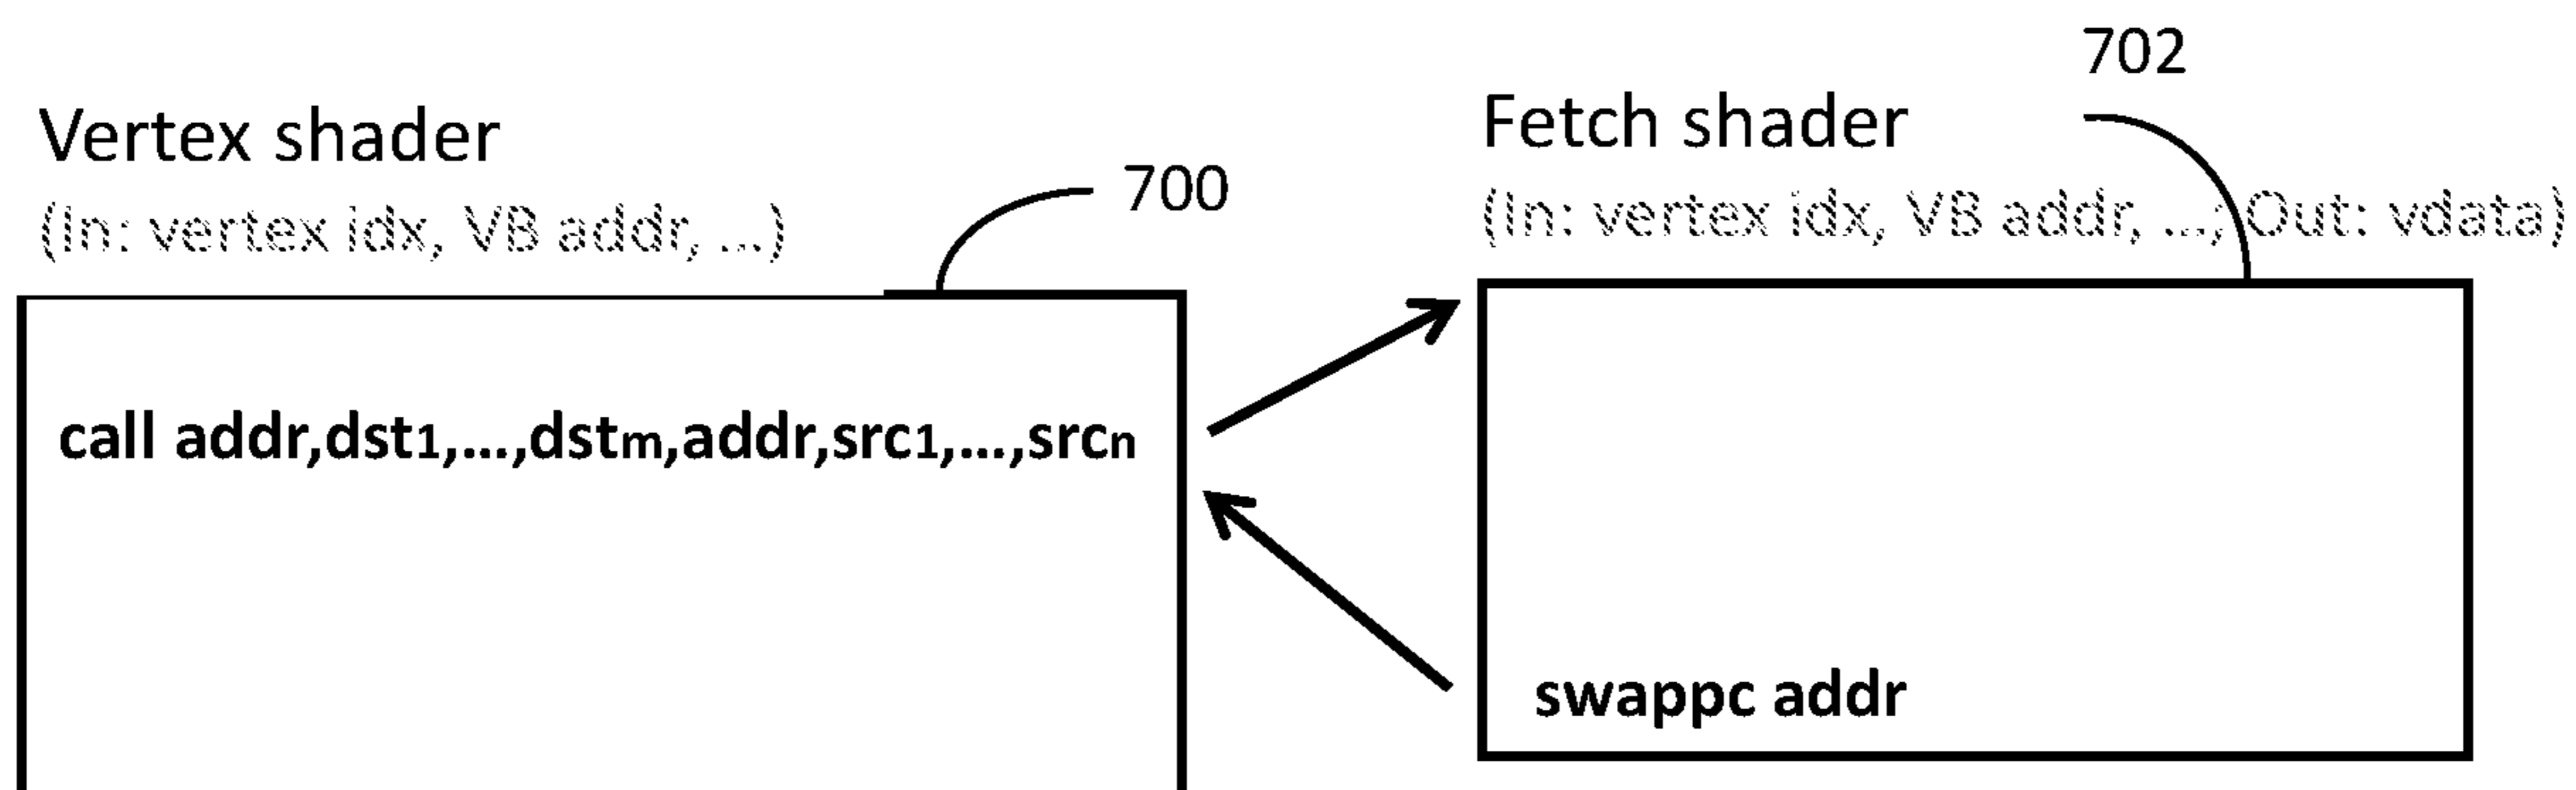 Vertex shader
(In: vertex idx, VB addr, ...)
700
call addr,dst1,...,dstm,addr,src1,...,srcn
702
Fetch shader
(In: vertex idx, VB addr, ...; Out: vdata)
swappc addr